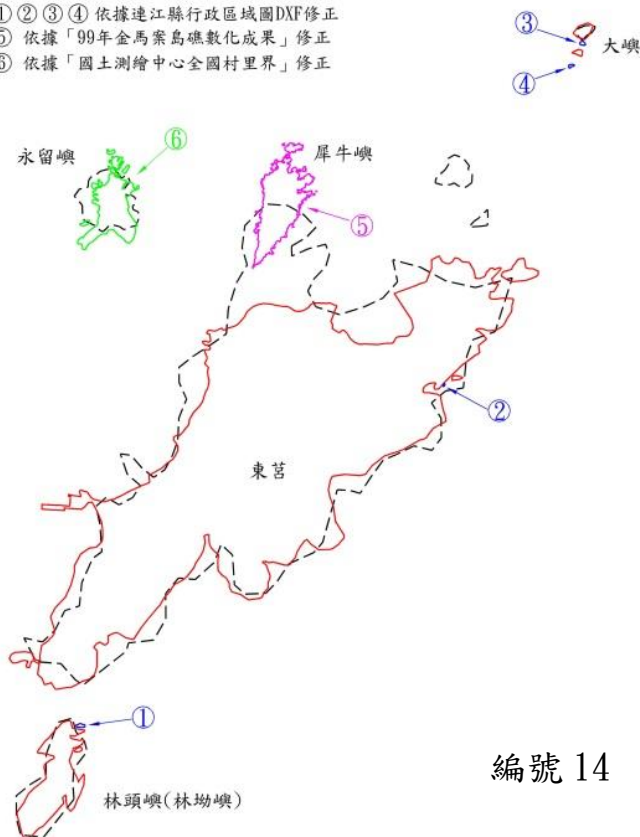 ①②③④ 依據連江縣行政區域圖DXF修正
⑤ 依據「99年金馬案島礁數化成果」修正
⑥ 依據「國土測繪中心全國村里界」修正
③
大嶼
④
永留嶼
⑥
犀牛嶼
⑤
②
東莒
①
林頭嶼(林坳嶼)
編號 14